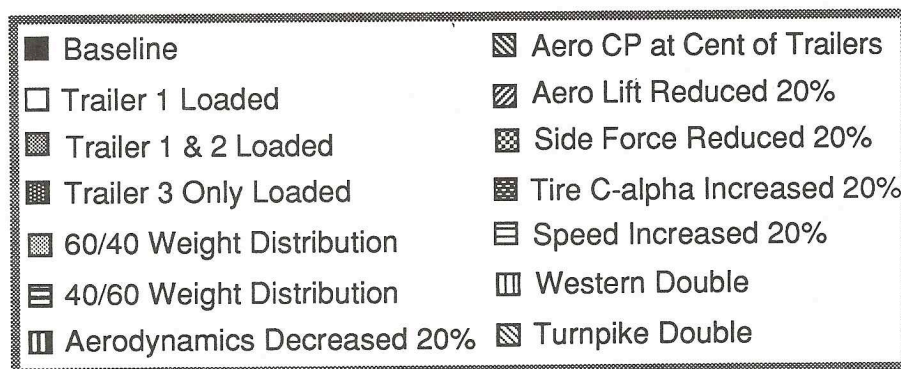 Baseline
Trailer 1 Loaded
Trailer 1 & 2 Loaded
Trailer 3 Only Loaded
60/40 Weight Distribution
40/60 Weight Distribution
Aerodynamics Decreased 20%
Aero CP at Cent of Trailers
Aero Lift Reduced 20%
Side Force Reduced 20%
Tire C-alpha Increased 20%
Speed Increased 20%
Western Double
Turnpike Double